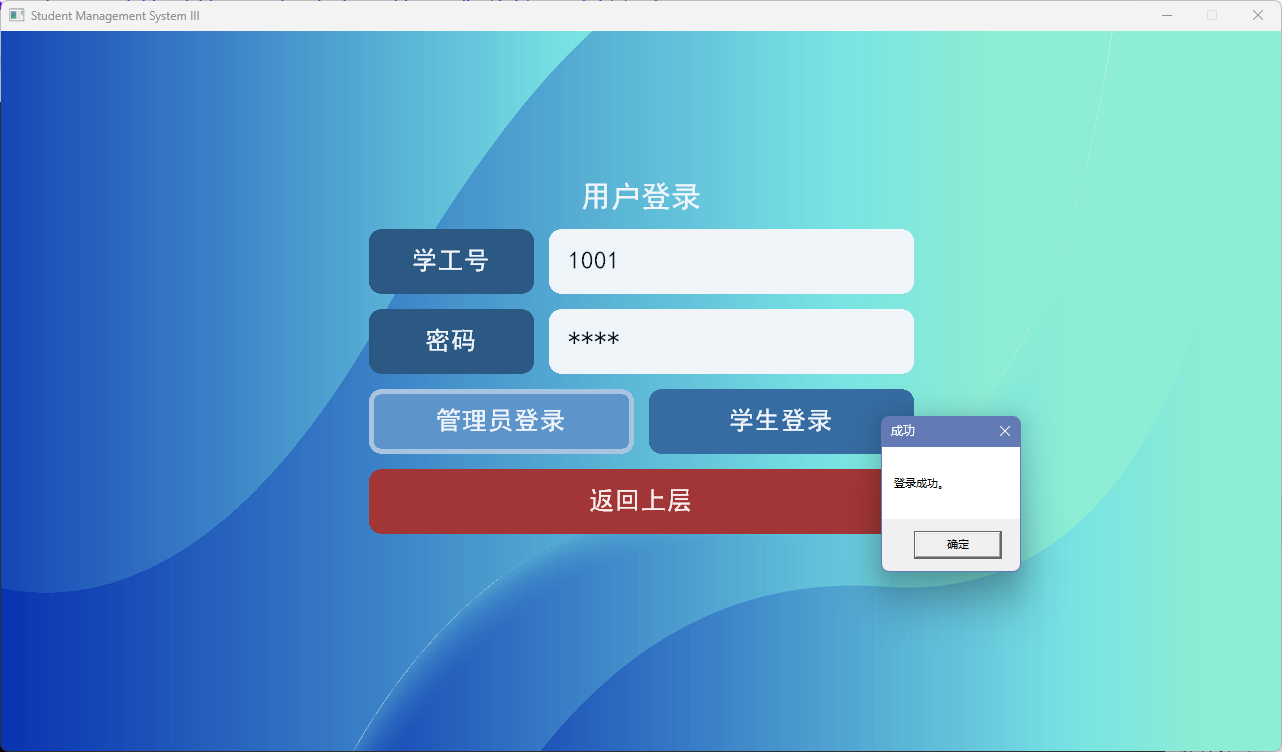 Student Management System III
用户登录
学工号 1001
密码 ****
管理员登录 学生登录
成功
登录成功。
返回上层
确定